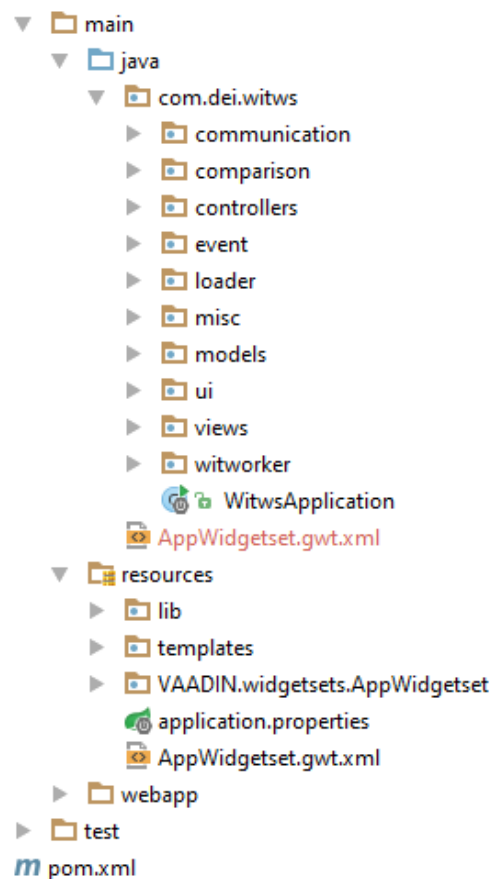 main
java
com.dei.witws
communication
comparison
controllers
event
loader
misc
models
ui
views
witworker
WitwsApplication
AppWidgetset.gwt.xml
resources
lib
templates
VAADIN.widgetsets.AppWidgetset
application.properties
AppWidgetset.gwt.xml
webapp
test
m pom.xml